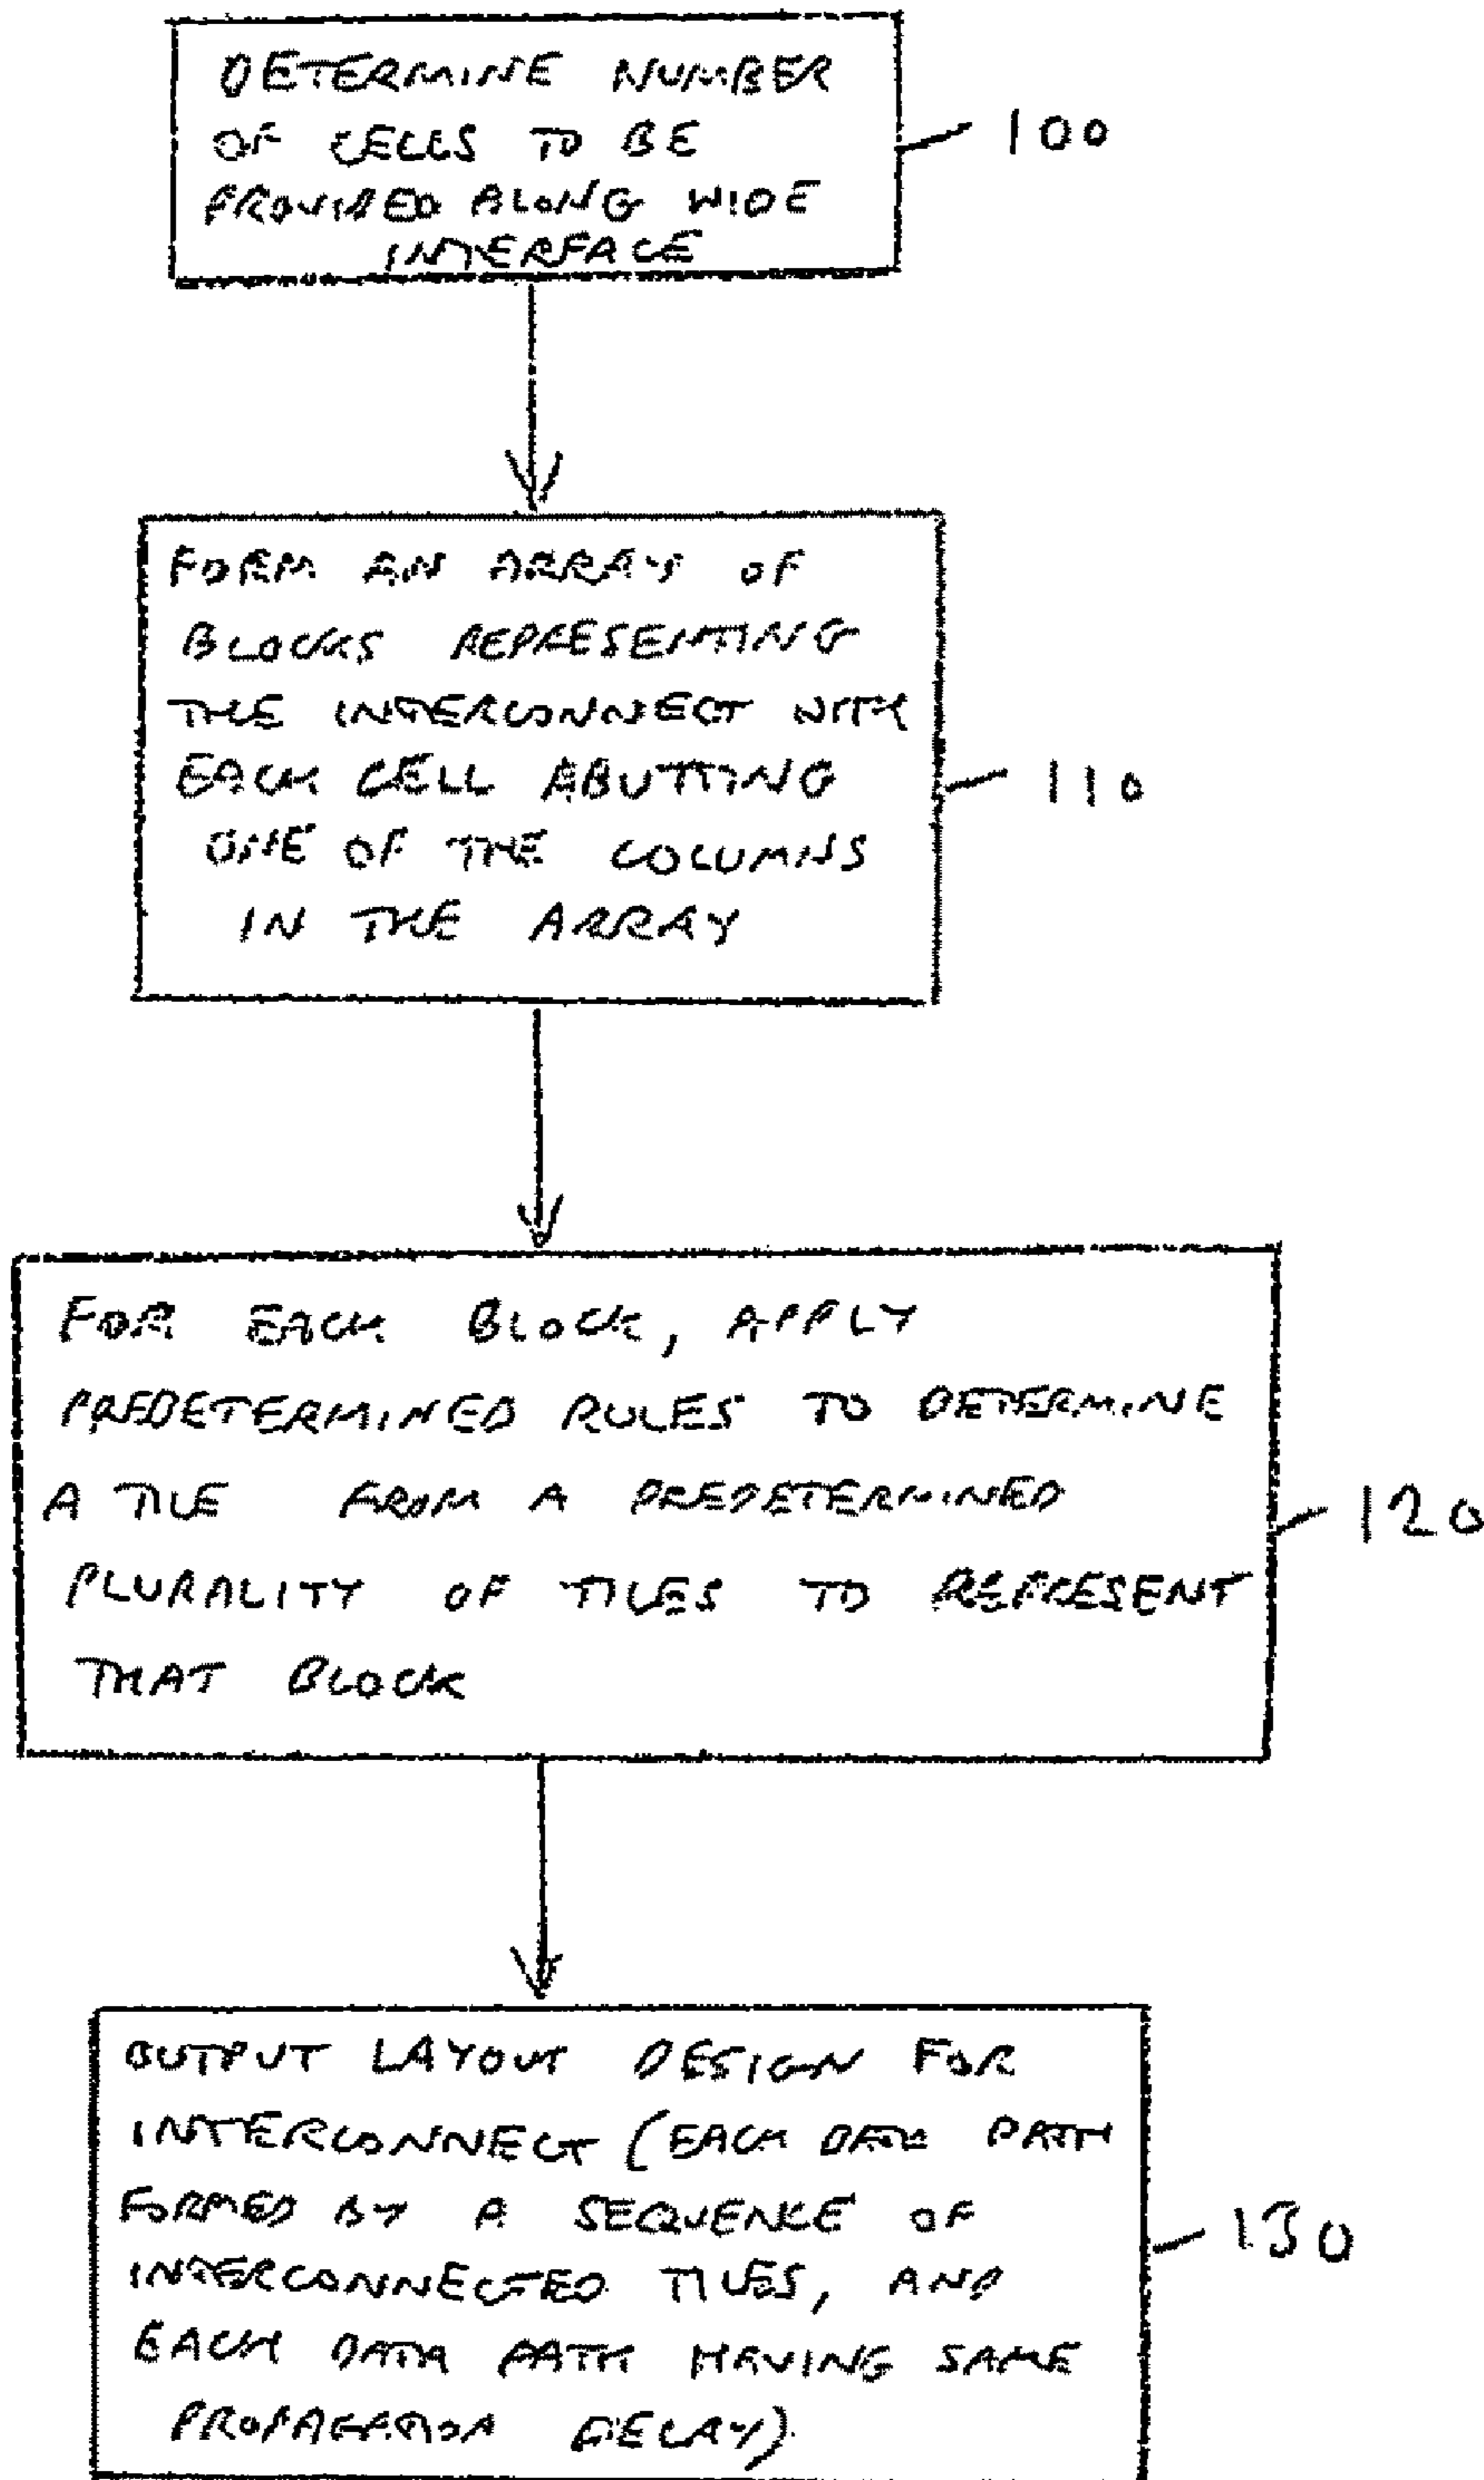 DETERMINE NUMBER
OF CELLS TO BE
PROVIDED ALONG WIDE
INTERFACE
100
FORM AN ARRAY OF
BLOCKS REPRESENTING
THE INTERCONNECT WITH
EACH CELL ABUTTING
ONE OF THE COLUMNS
IN THE ARRAY
110
FOR EACH BLOCK, APPLY
PREDETERMINED RULES TO DETERMINE
A TILE FROM A PREDETERMINED
PLURALITY OF TILES TO REPRESENT
THAT BLOCK
120
OUTPUT LAYOUT DESIGN FOR
INTERCONNECT (EACH DATA PATH
FORMED BY A SEQUENCE OF
INTERCONNECTED TILES, AND
EACH DATA PATH HAVING SAME
PROPAGATION DELAY)
130